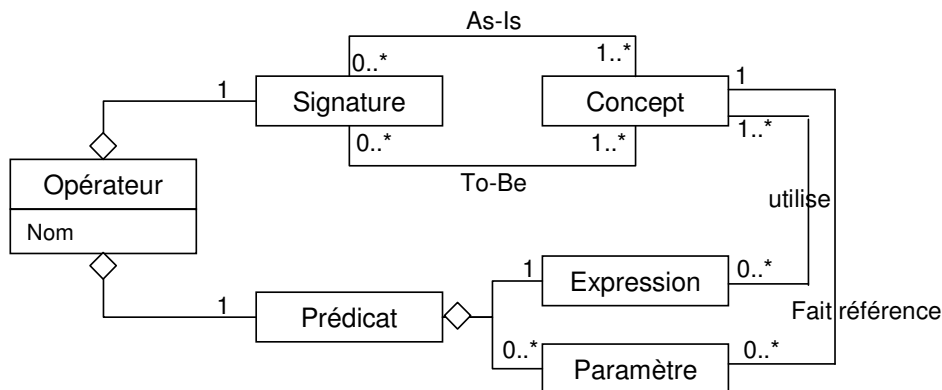 As-Is
0..*
1..*
1
Signature
Concept
1
0..*
1..*
1..*
To-Be
Opérateur
Nom
utilise
1
Expression
0..*
1
Prédicat
Fait référence
0..*
Paramètre
0..*